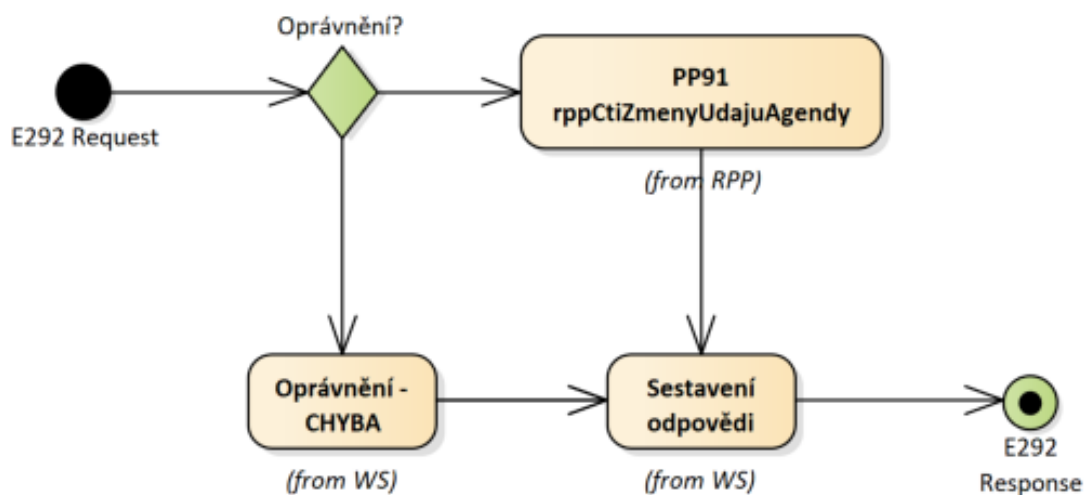 Oprávnění?
PP91
rppCtiZmenyUdajuAgendy
E292 Request
(from RPP)
Oprávnění -
CHYBA
Sestavení
odpovědi
(from WS)
(from WS)
E292
Response